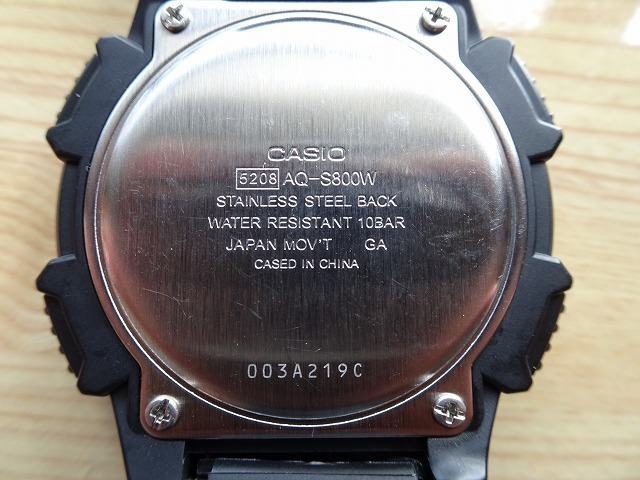 CASIO
5208 AQ-S800W
STAINLESS STEEL BACK
WATER RESISTANT 10BAR
JAPAN MOV'T GA
CASED IN CHINA
003A219C